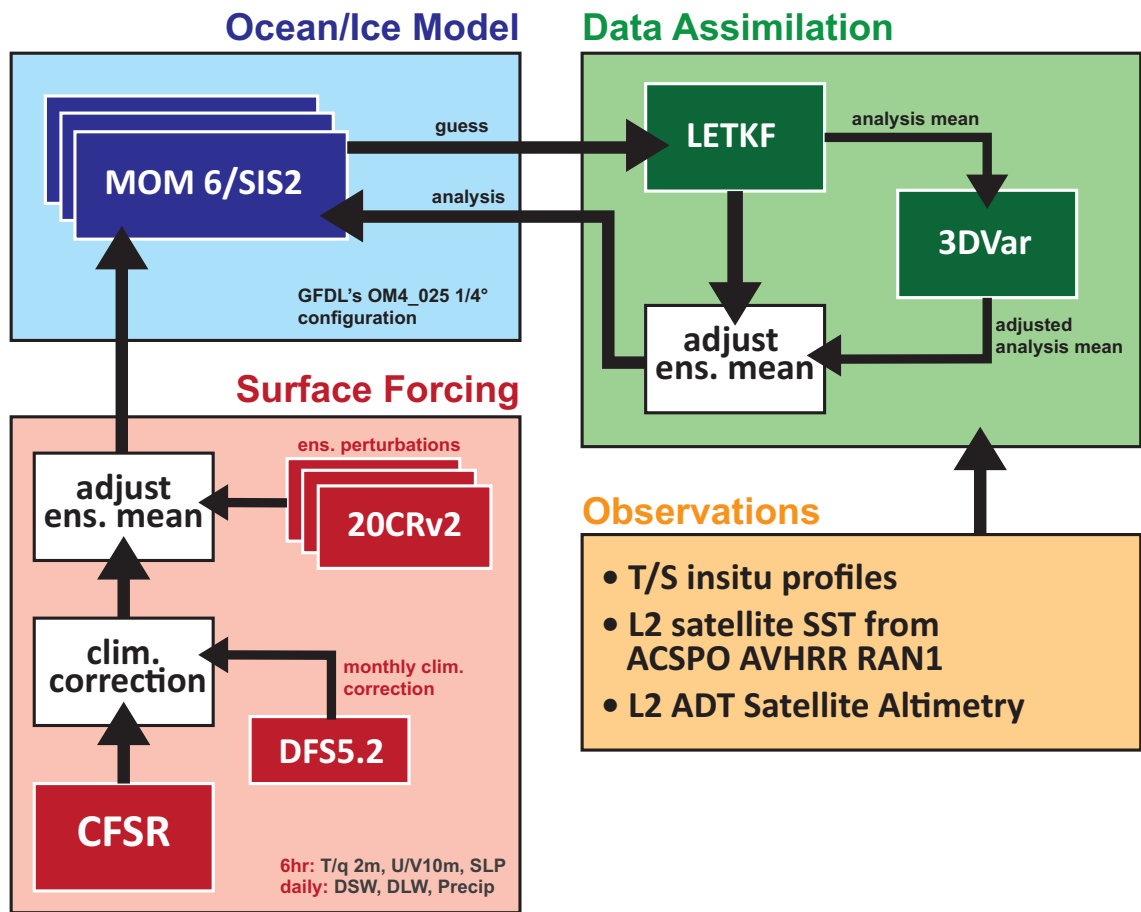 Ocean/Ice Model
MOM 6/SIS2
guess
analysis
GFDL's OM4_025 1/4°
configuration
Data Assimilation
LETKF
analysis mean
3DVar
adjusted
analysis mean
adjust
ens. mean
Surface Forcing
ens. perturbations
adjust
ens. mean
20CRv2
clim.
correction
monthly clim.
correction
DFS5.2
CFSR
6hr: T/q 2m, U/V10m, SLP
daily: DSW, DLW, Precip
Observations
• T/S insitu profiles
• L2 satellite SST from
ACSPO AVHRR RAN1
• L2 ADT Satellite Altimetry